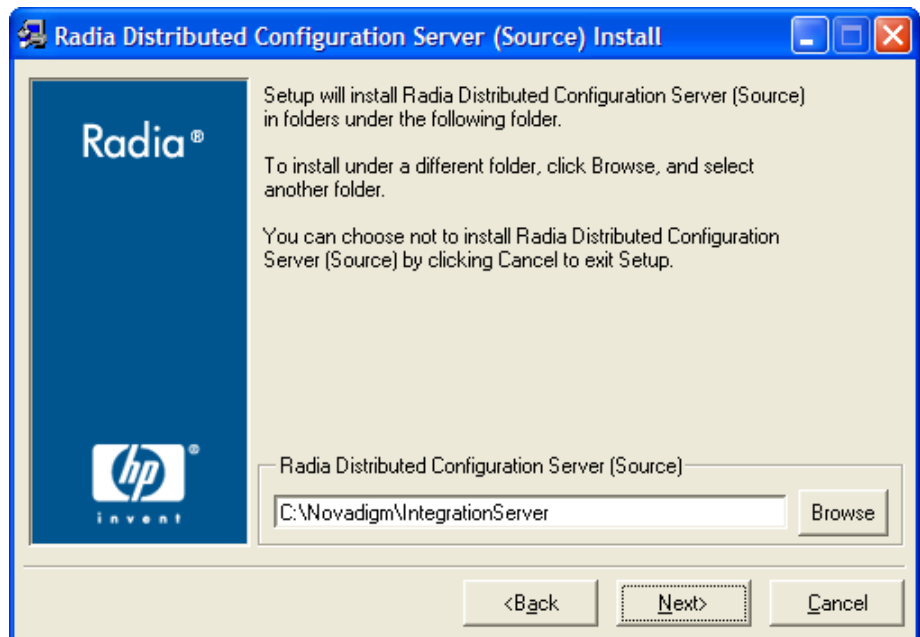 Radia Distributed Configuration Server (Source) Install
Radia®
Setup will install Radia Distributed Configuration Server (Source)
in folders under the following folder.
To install under a different folder, click Browse, and select
another folder.
You can choose not to install Radia Distributed Configuration
Server (Source) by clicking Cancel to exit Setup.
hp®
invent
Radia Distributed Configuration Server (Source)
C:\Novadigm\IntegrationServer
Browse
<Back
Next>
Cancel